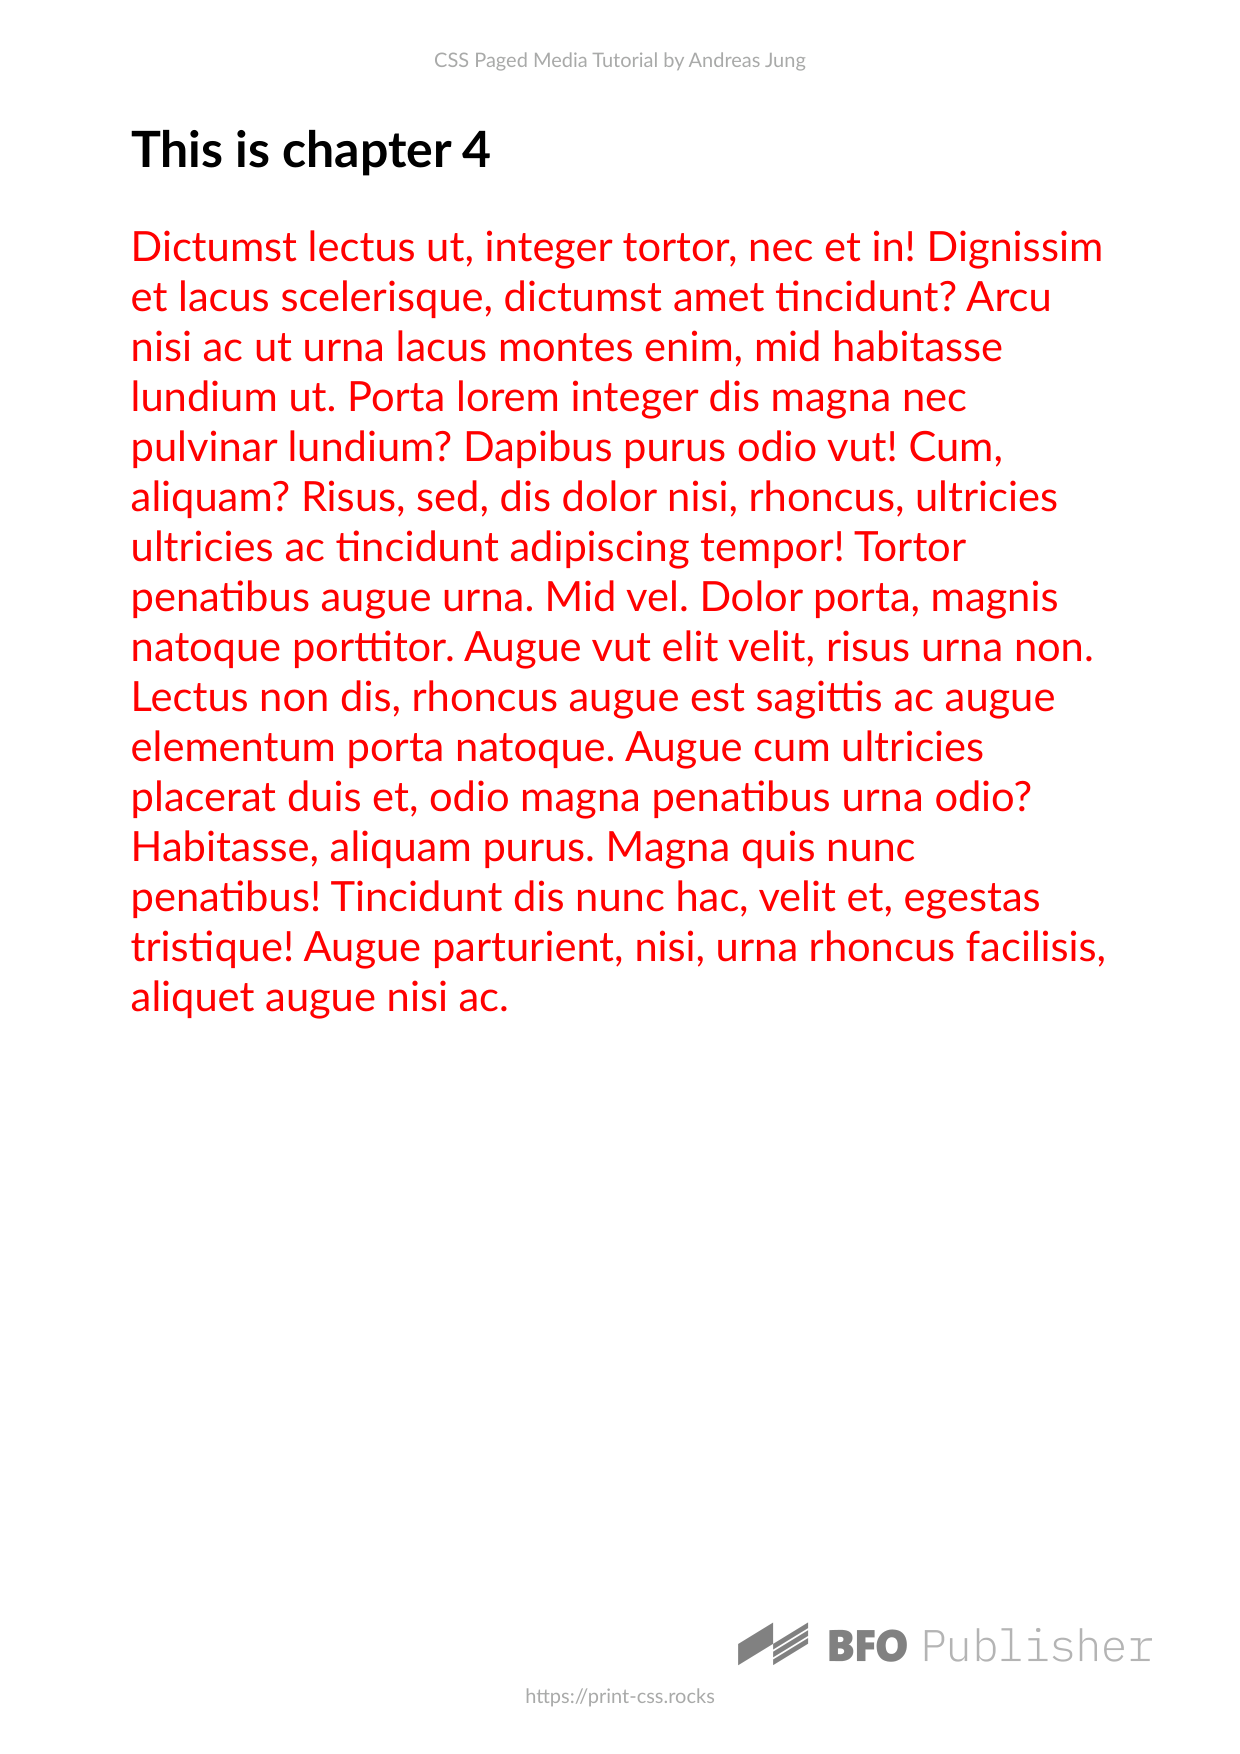 CSS Paged Media Tutorial by Andreas Jung
This is chapter 4
Dictumst lectus ut, integer tortor, nec et in! Dignissim
et lacus scelerisque, dictumst amet tincidunt? Arcu
nisi ac ut urna lacus montes enim, mid habitasse
lundium ut. Porta lorem integer dis magna nec
pulvinar lundium? Dapibus purus odio vut! Cum,
aliquam? Risus, sed, dis dolor nisi, rhoncus, ultricies
ultricies ac tincidunt adipiscing tempor! Tortor
penatibus augue urna. Mid vel. Dolor porta, magnis
natoque porttitor. Augue vut elit velit, risus urna non.
Lectus non dis, rhoncus augue est sagittis ac augue
elementum porta natoque. Augue cum ultricies
placerat duis et, odio magna penatibus urna odio?
Habitasse, aliquam purus. Magna quis nunc
penatibus! Tincidunt dis nunc hac, velit et, egestas
tristique! Augue parturient, nisi, urna rhoncus facilisis,
aliquet augue nisi ac.
BFO Publisher
https://print-css.rocks